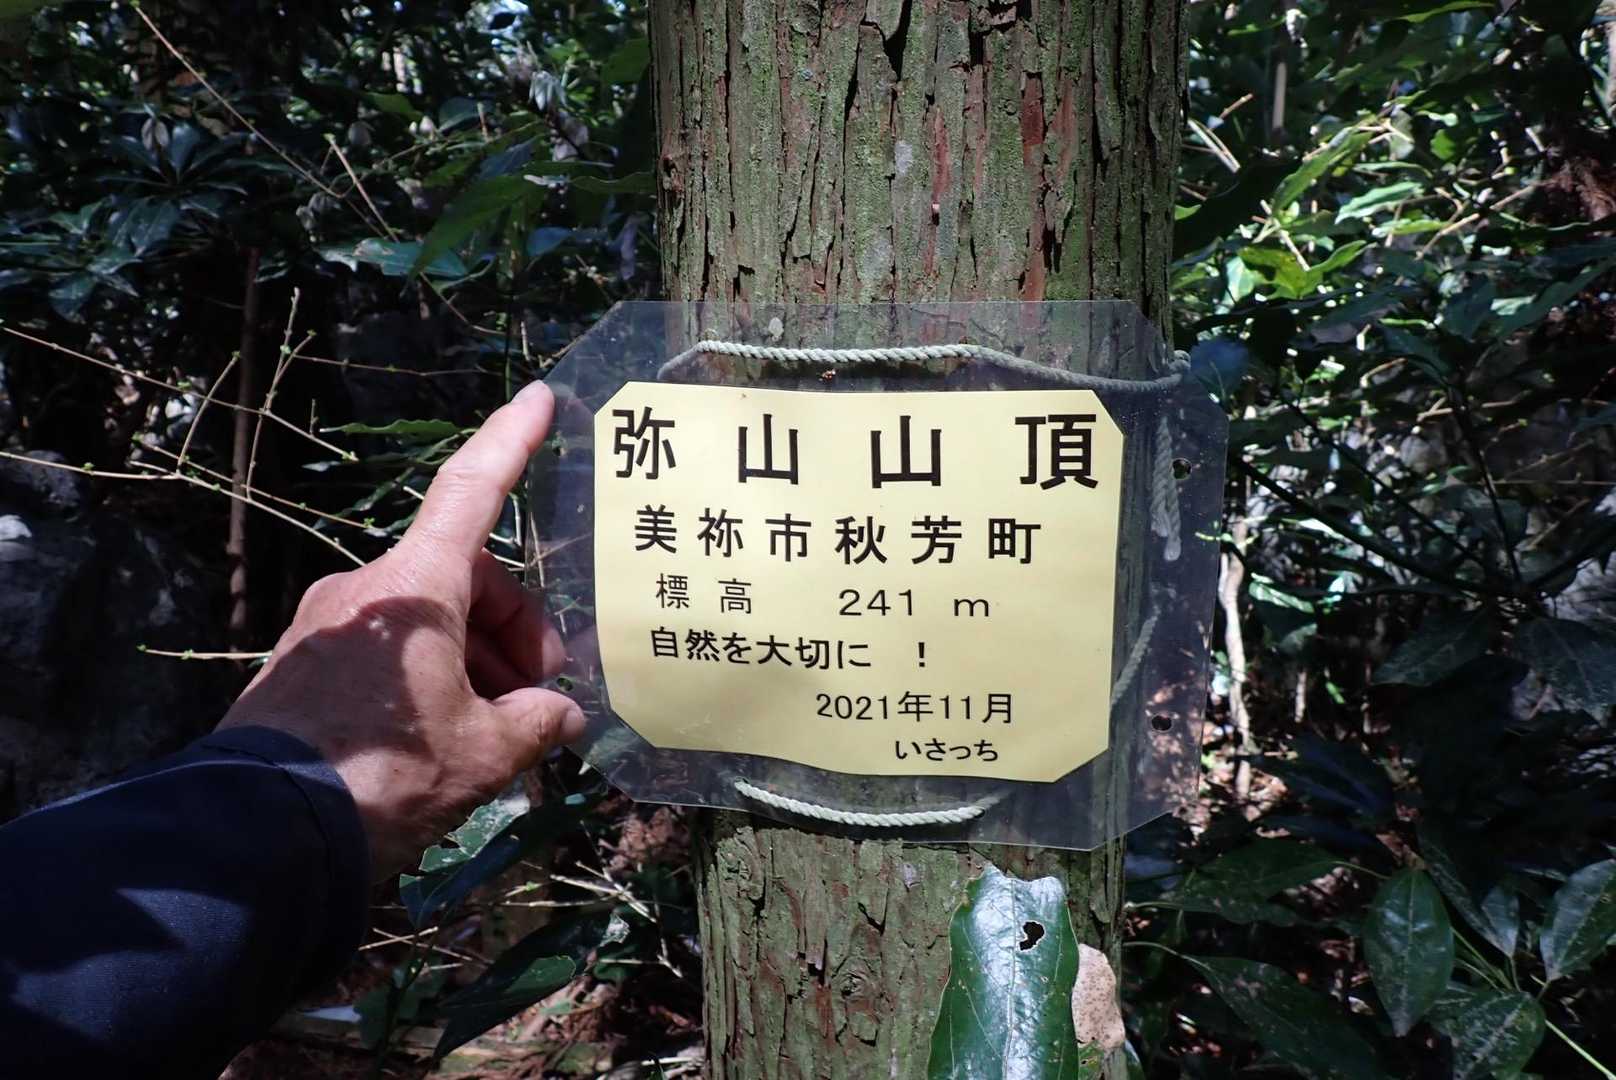 弥山山頂
美祢市秋芳町
標高 241 m
自然を大切に !
2021年11月
いさっち